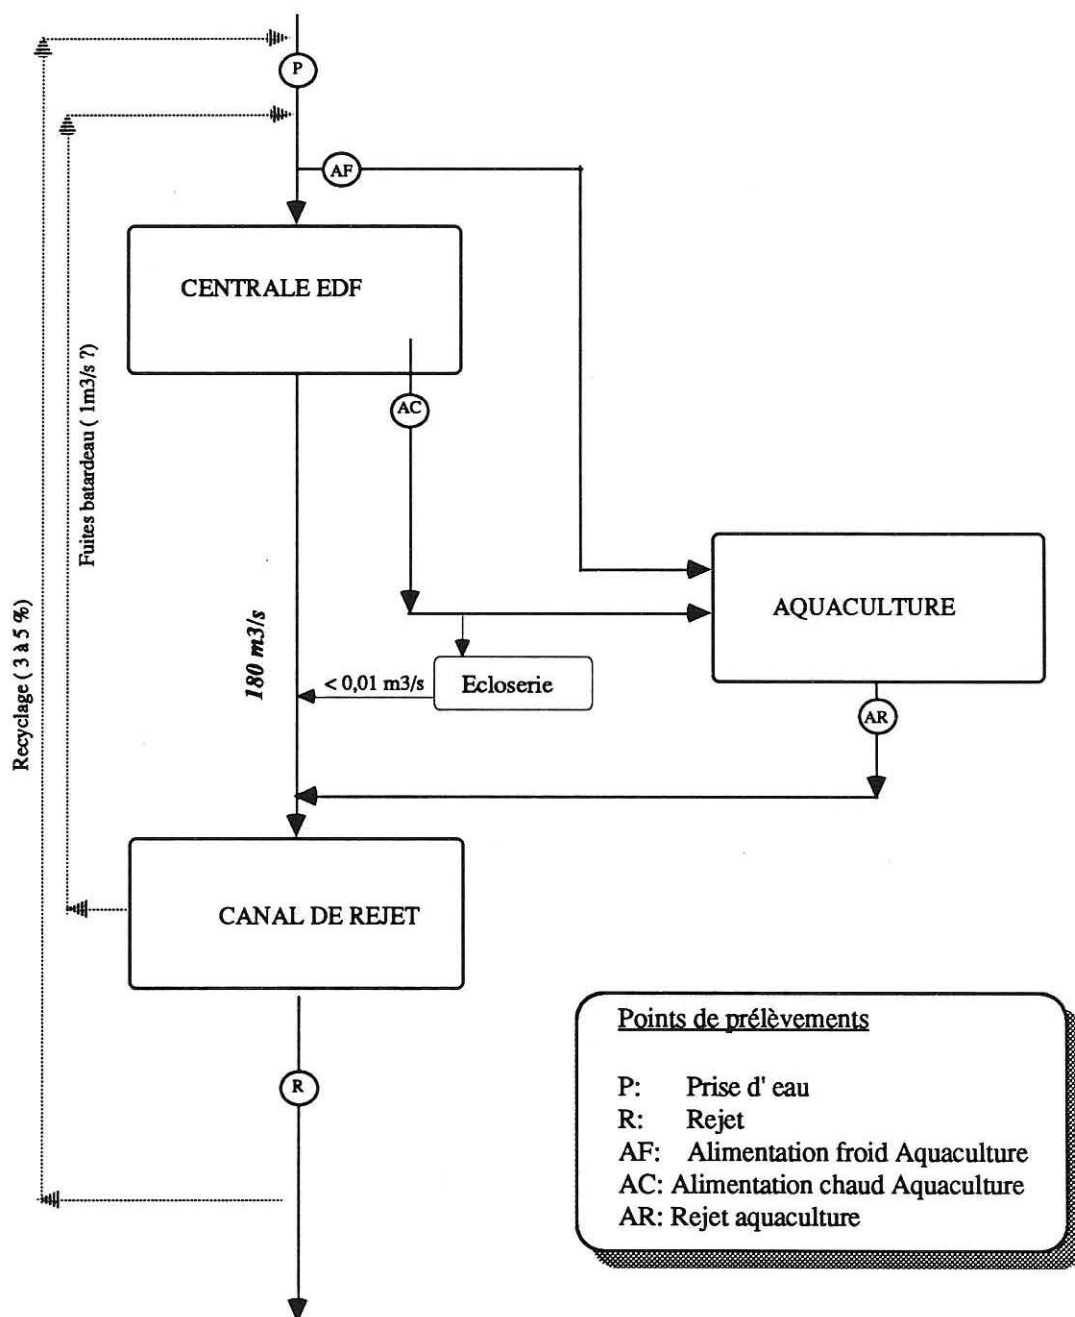 P
AF
CENTRALE EDF
AC
Fuites batardeau ( 1m3/s ?)
Recyclage ( 3 à 5 %)
180 m3/s
AQUACULTURE
< 0,01 m3/s
Ecloserie
AR
CANAL DE REJET
R
Points de prélèvements
P: Prise d' eau
R: Rejet
AF: Alimentation froid Aquaculture
AC: Alimentation chaud Aquaculture
AR: Rejet aquaculture